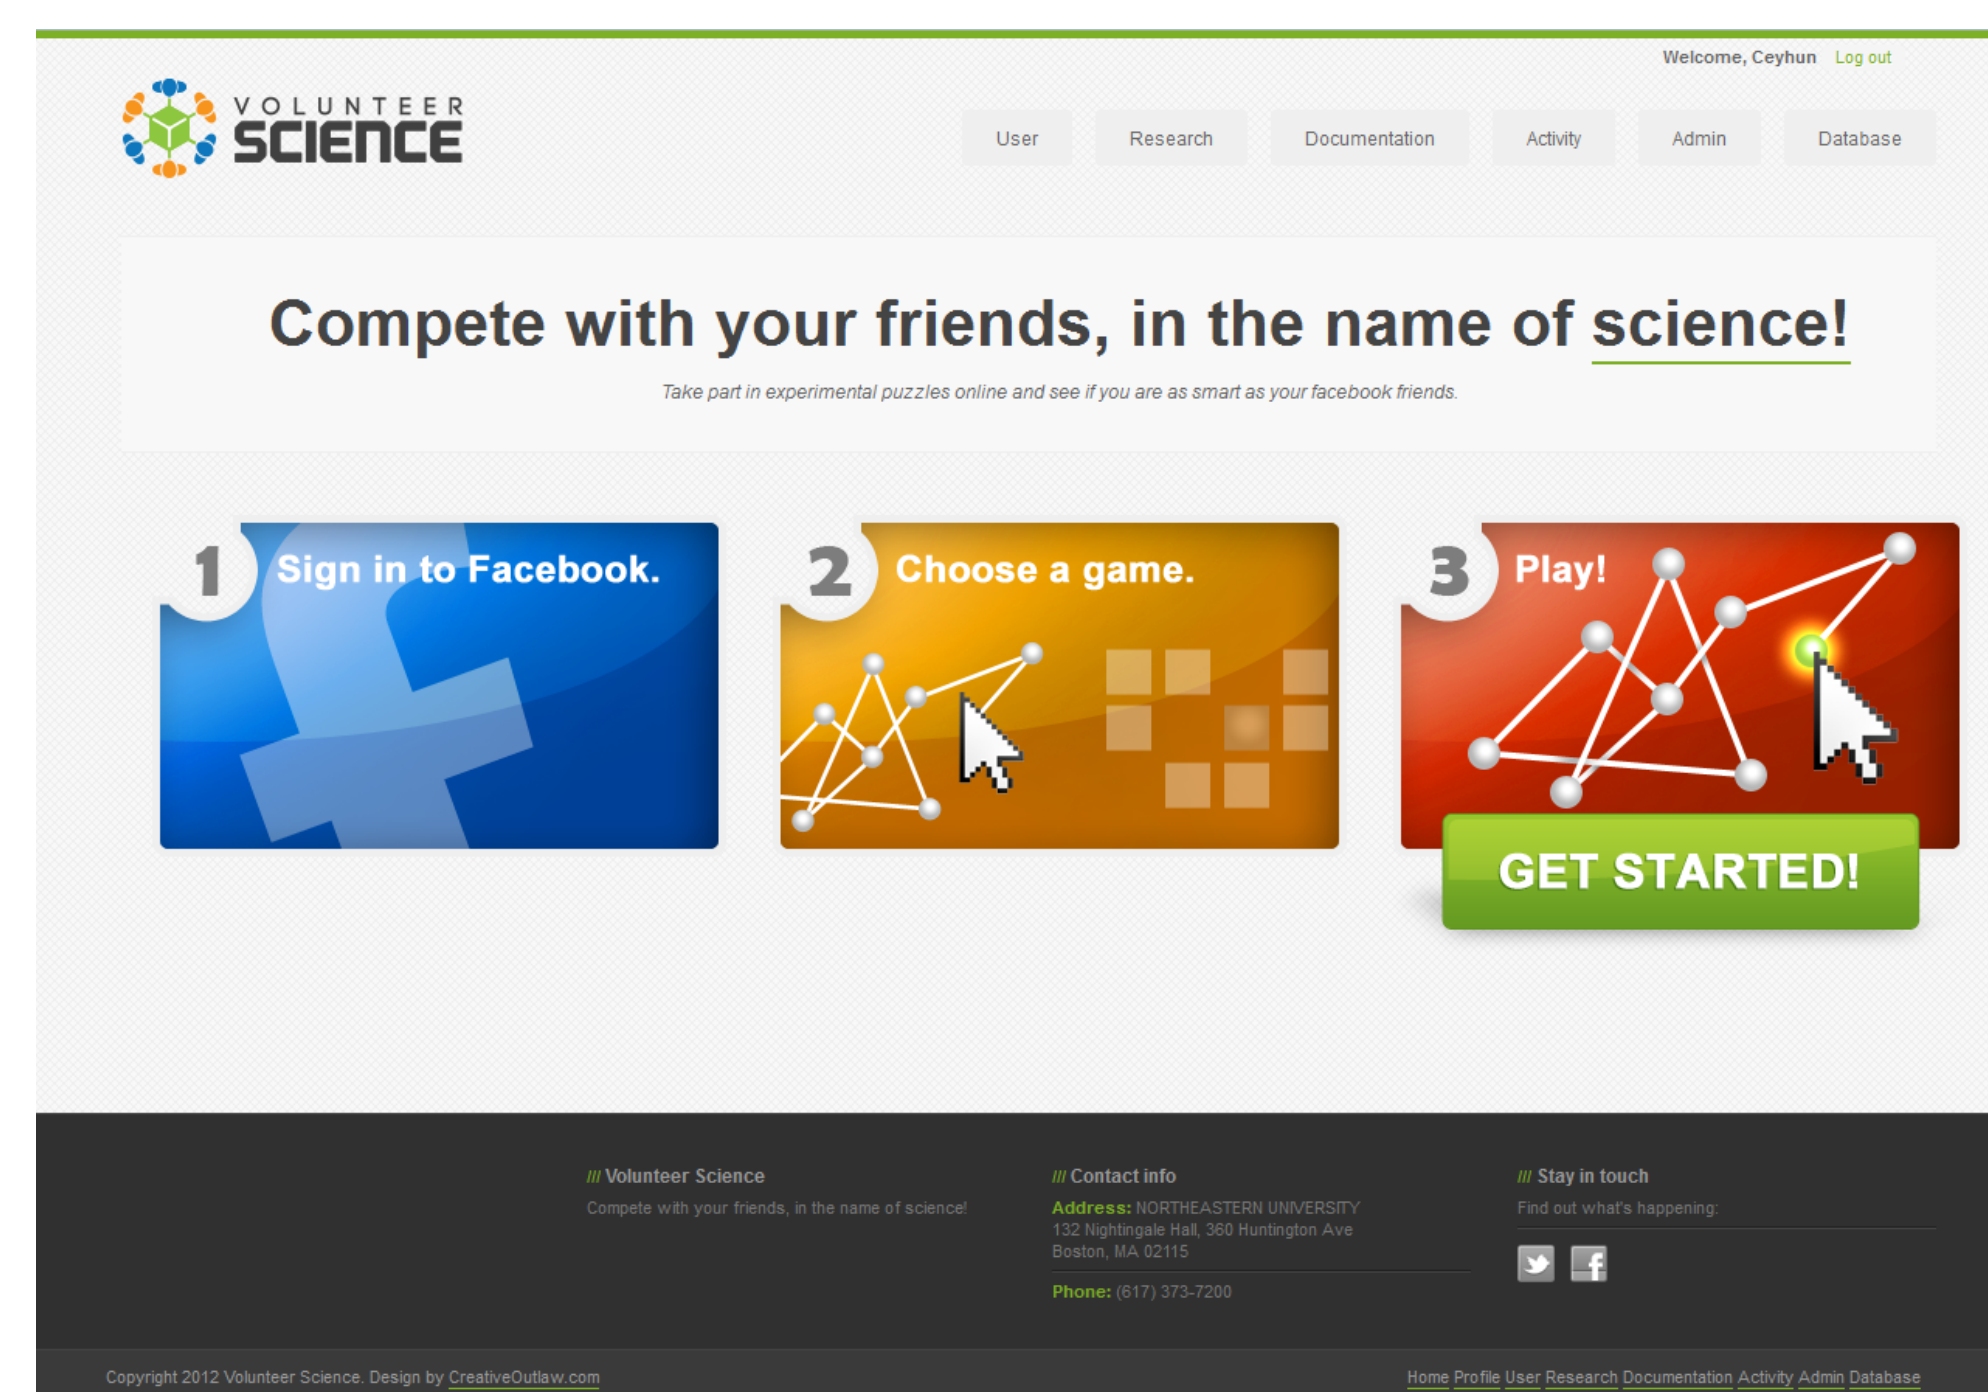 Welcome, Ceyhun Log out
VOLUNTEER
SCIENCE
User Research Documentation Activity Admin Database
Compete with your friends, in the name of science!
Take part in experimental puzzles online and see if you are as smart as your facebook friends.
1 Sign in to Facebook.
2 Choose a game.
3 Play!
GET STARTED!
/// Volunteer Science
Compete with your friends, in the name of science!
/// Contact info
Address: NORTHEASTERN UNIVERSITY
132 Nightingale Hall, 360 Huntington Ave
Boston, MA 02115
Phone: (617) 373-7200
/// Stay in touch
Find out what's happening:
Copyright 2012 Volunteer Science. Design by CreativeOutlaw.com
Home Profile User Research Documentation Activity Admin Database